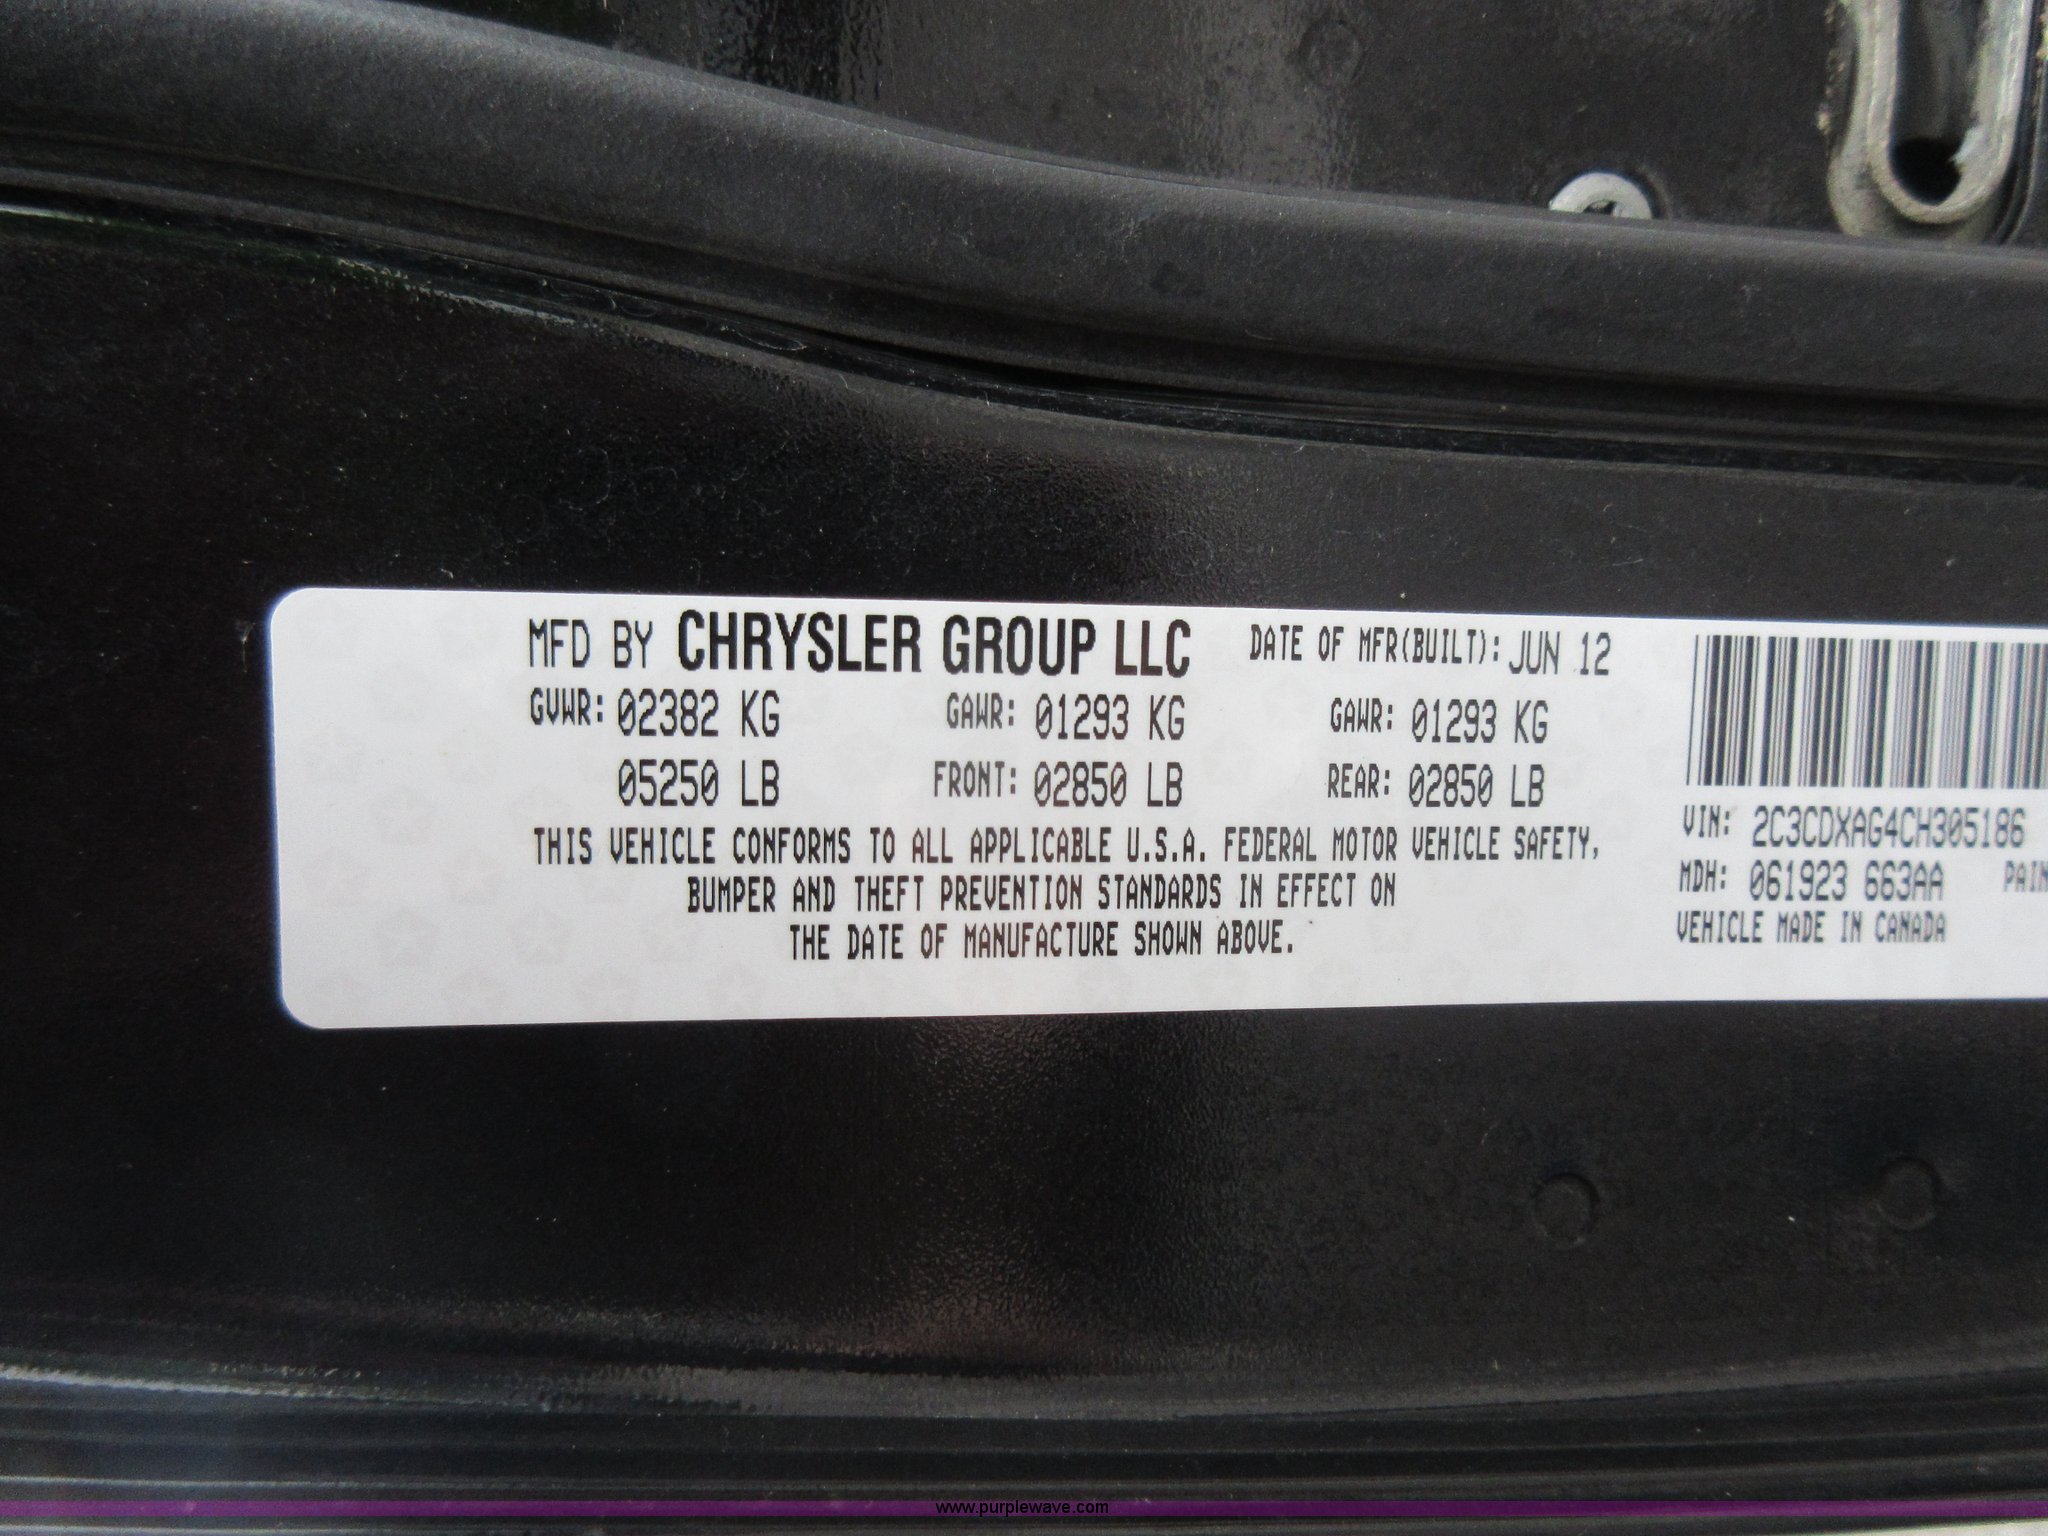 MFD BY CHRYSLER GROUP LLC DATE OF MFR(BUILT): JUN 12
GVWR: 02382 KG GAWR: 01293 KG GAWR: 01293 KG
05250 LB FRONT: 02850 LB REAR: 02850 LB
THIS VEHICLE CONFORMS TO ALL APPLICABLE U.S.A. FEDERAL MOTOR VEHICLE SAFETY,
BUMPER AND THEFT PREVENTION STANDARDS IN EFFECT ON
THE DATE OF MANUFACTURE SHOWN ABOVE.
VIN: 2C3CDXAG4CH305186
MDH: 061923 663AA PAIN
VEHICLE MADE IN CANADA
www.purplewave.com